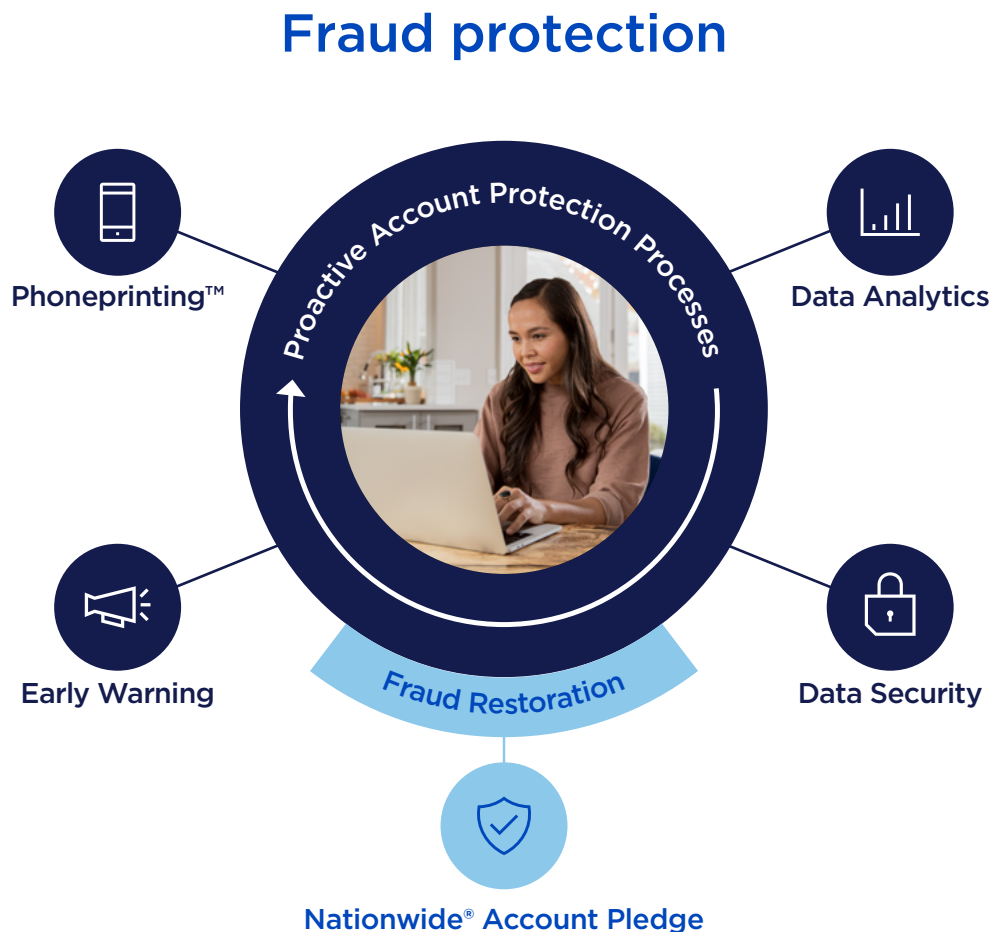 Fraud protection
Proactive Account Protection Processes
Phoneprinting™
Data Analytics
Early Warning
Data Security
Fraud Restoration
Nationwide® Account Pledge